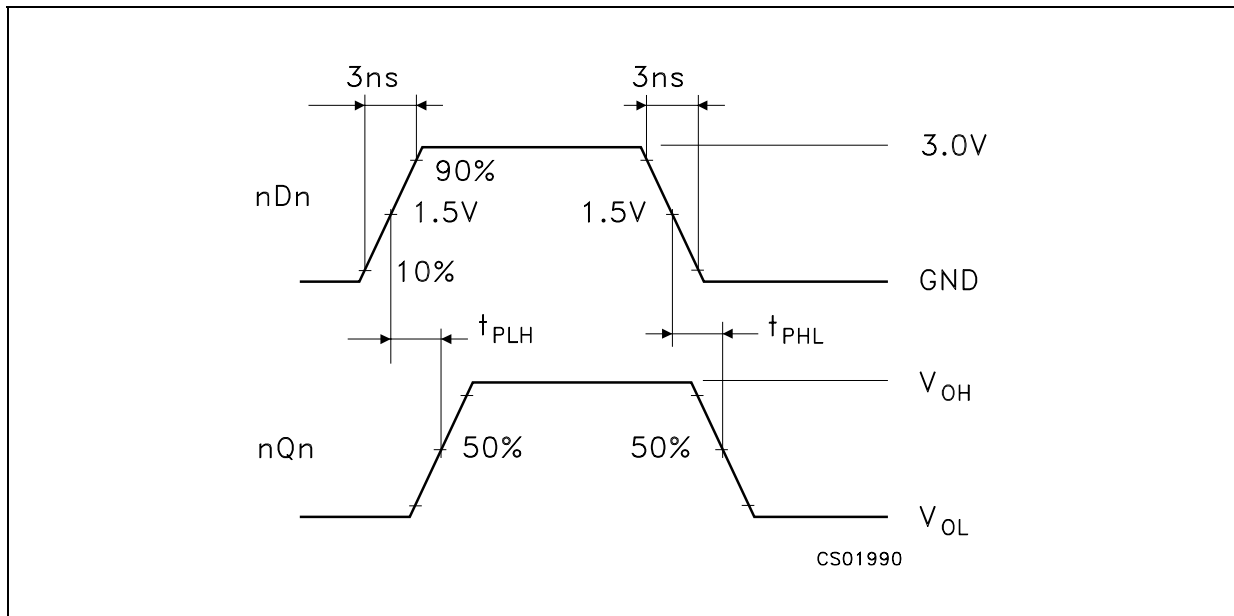 3ns 3ns
3.0V
90%
nDn
1.5V 1.5V
10%
GND
tPLH tPHL
VOH
nQn
50% 50%
VOL
CS01990